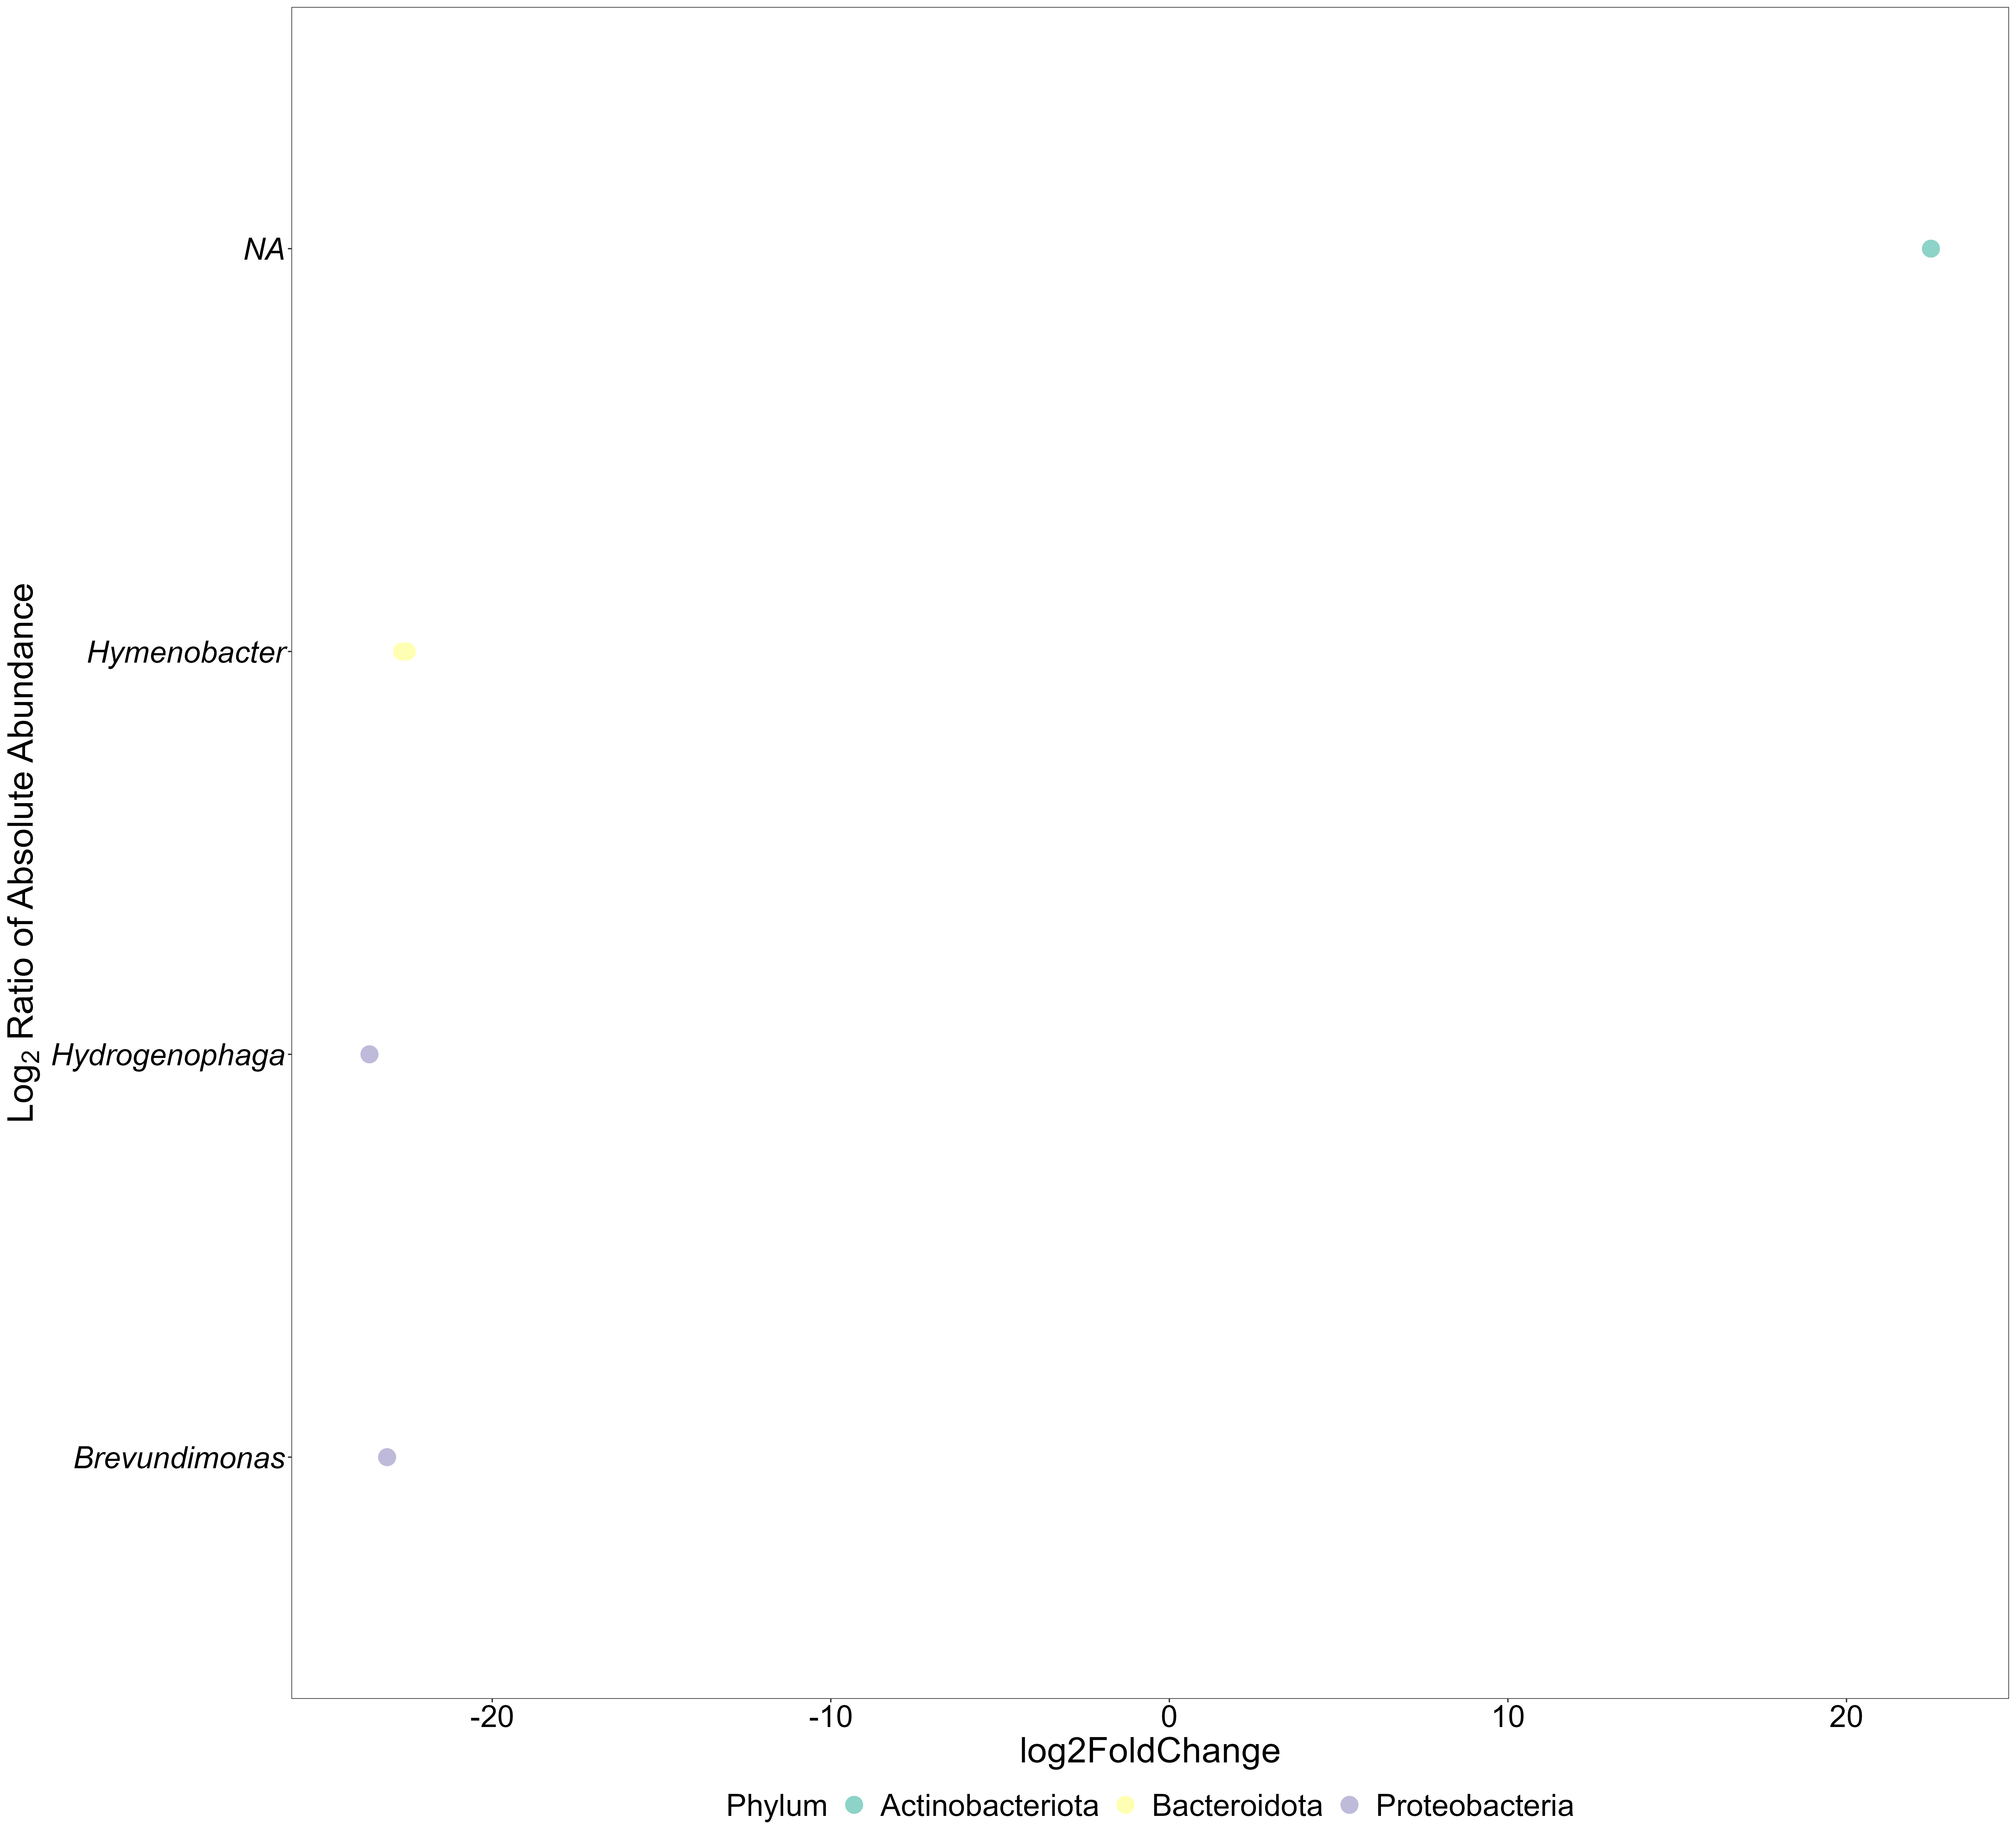 Log₂ Ratio of Absolute Abundance
NA
Hymenobacter
Hydrogenophaga
Brevundimonas
-20 -10 0 10 20
log2FoldChange
Phylum Actinobacteriota Bacteroidota Proteobacteria